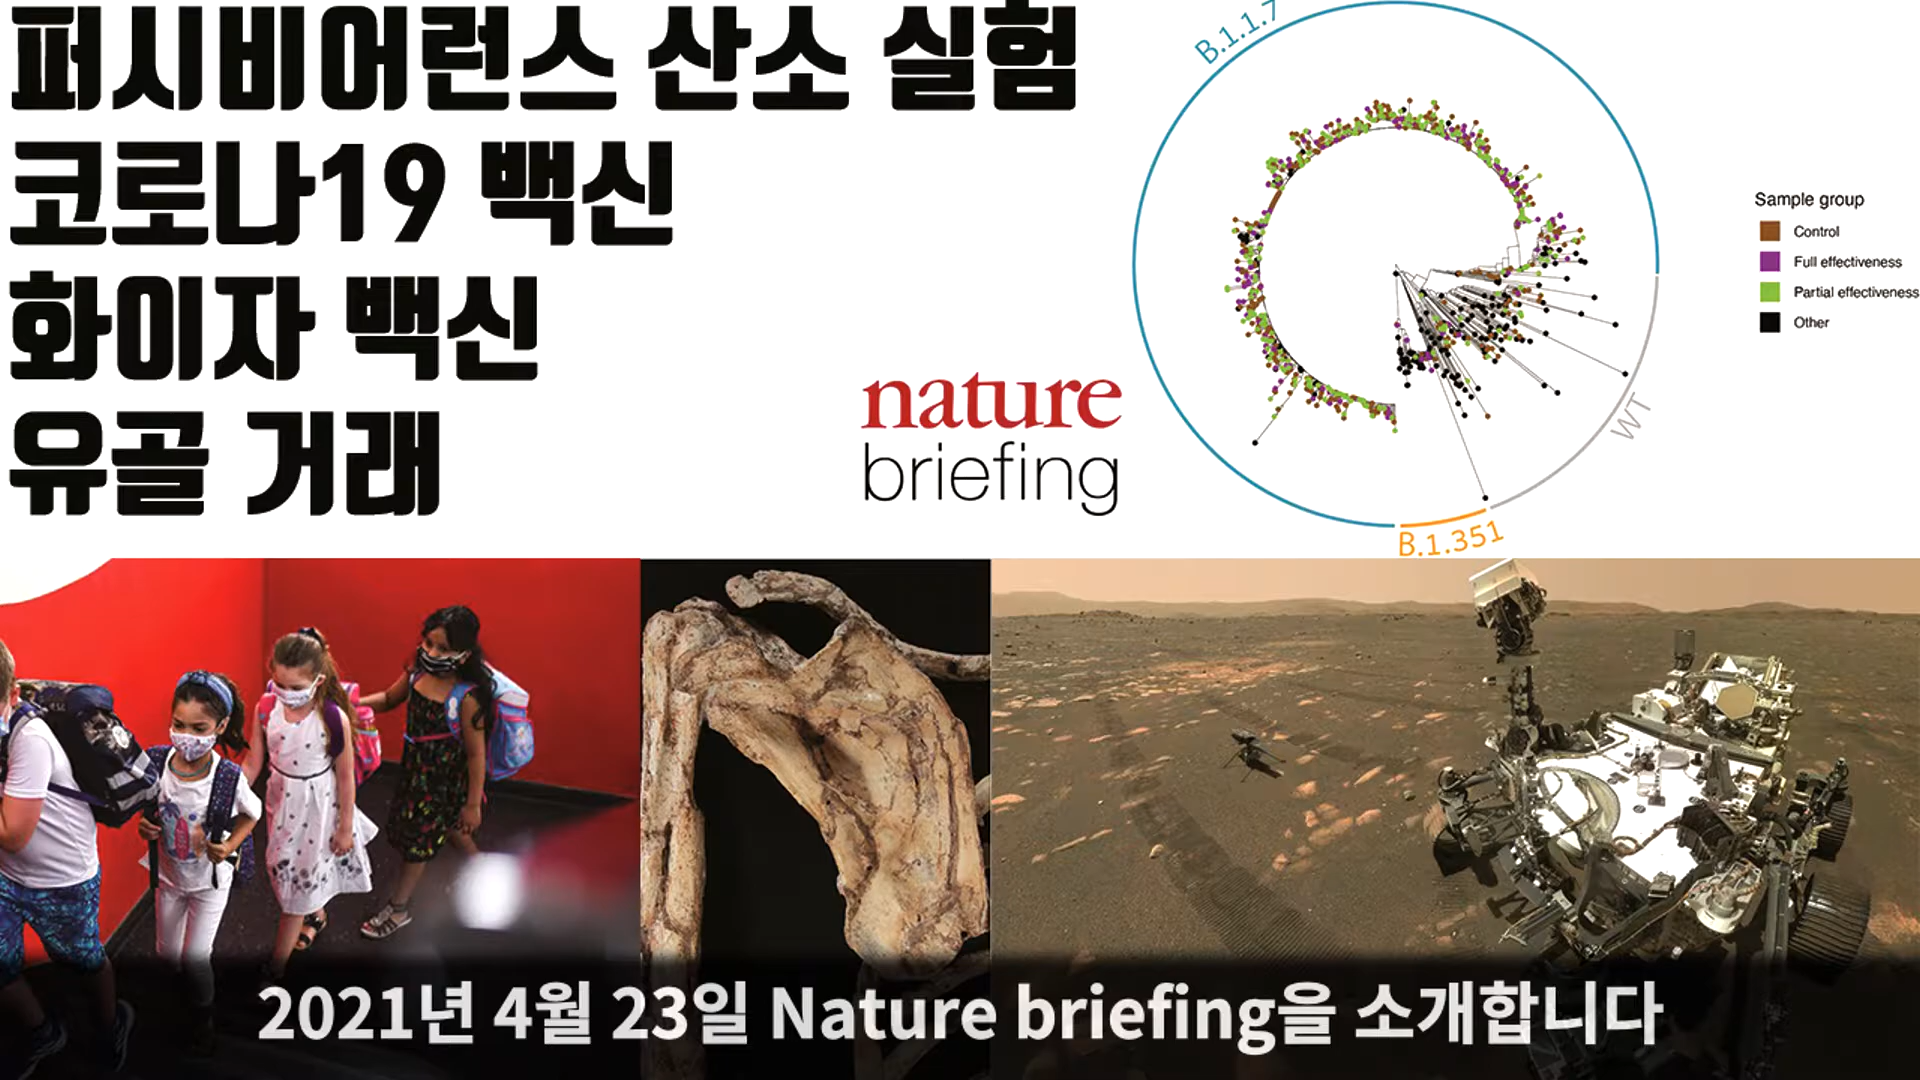 퍼시비어런스 산소 실험
코로나19 백신
화이자 백신
유골 거래
nature
briefing
B.1.1.7
Sample group
Control
Full effectiveness
Partial effectiveness
Other
WT
B.1.351
2021년 4월 23일 Nature briefing을 소개합니다